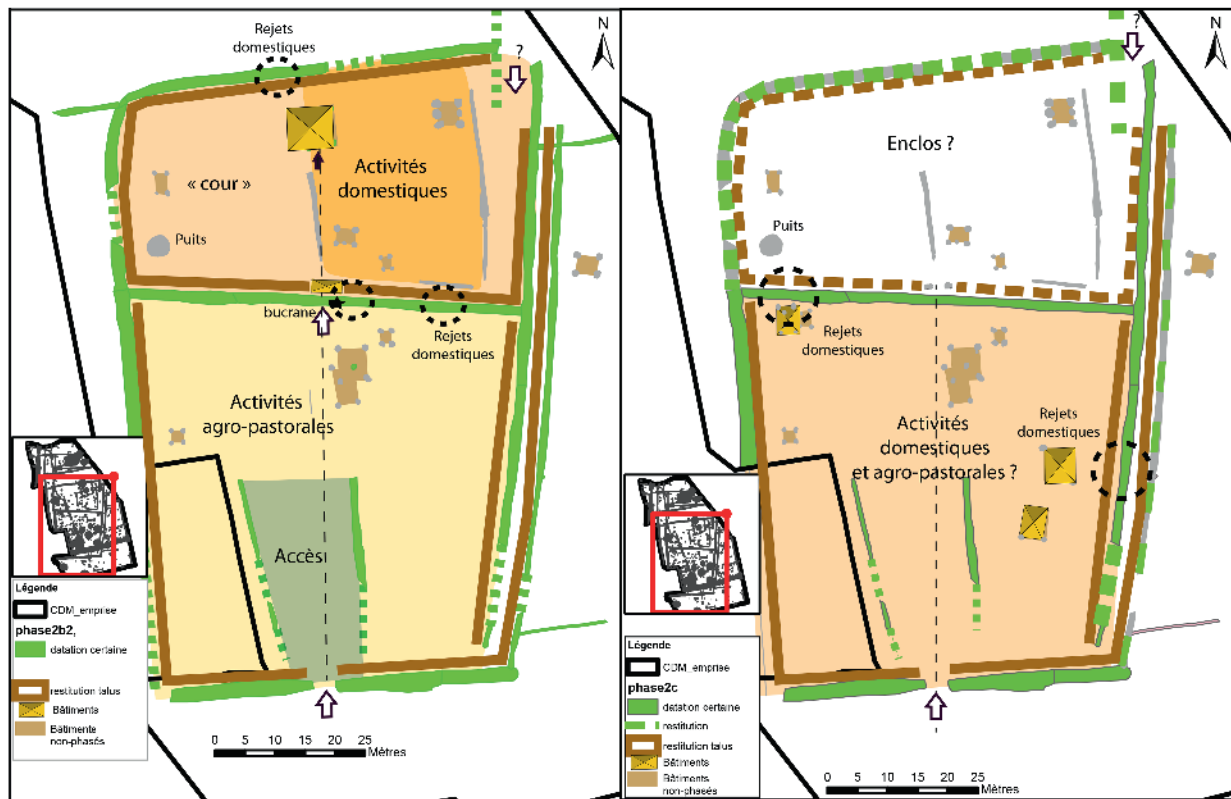 Rejets
domestiques
?
N
« cour »
Activités
domestiques
Puits
bucrane
Rejets
domestiques
Activités
agro-pastorales
Accès
Légende
CDM_emprise
phase2b2,
datation certaine
restitution talus
Bâtiments
Bâtimente
non-phasés
0 5 10 15 20 25
Mètres
?
N
Enclos ?
Puits
Rejets
domestiques
Rejets
domestiques
Activités
domestiques
et agro-pastorales ?
Légende
CDM_emprise
phase2c
datation certaine
restitution
restitution talus
Bâtiments
Bâtiments
non-phasés
0 5 10 15 20 25
Mètres